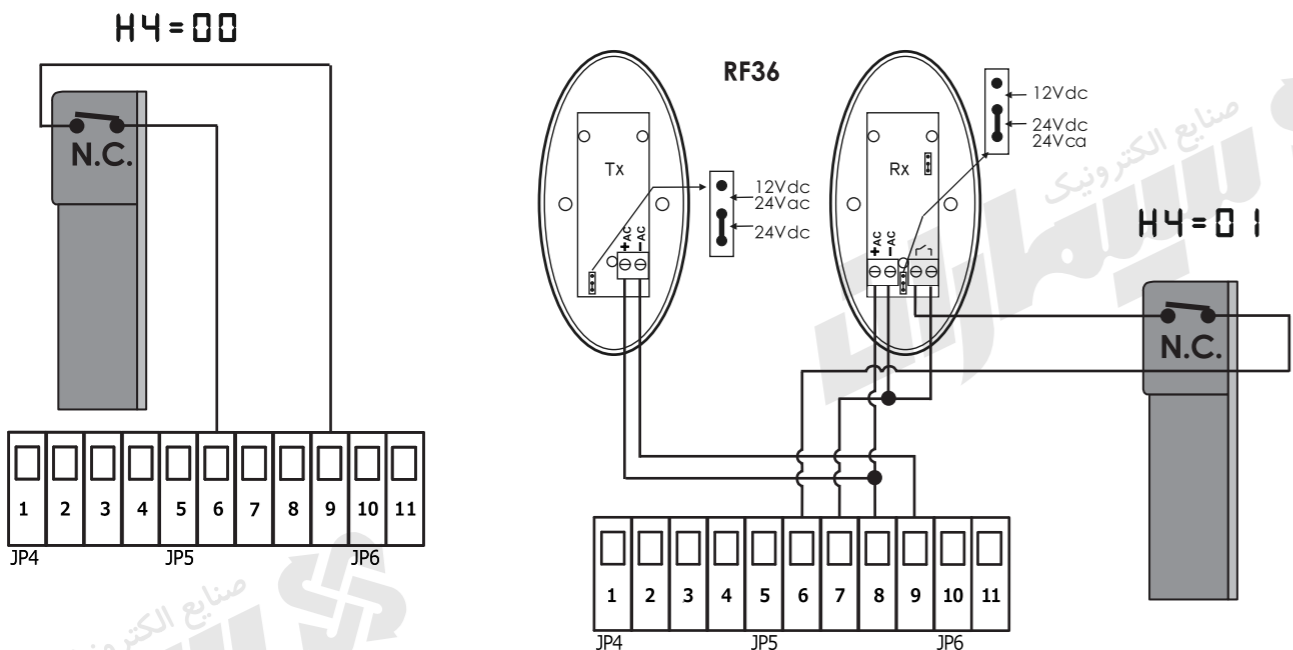 H4=00
N.C.
1 2 3 4 5 6 7 8 9 10 11
JP4 JP5 JP6
RF36
Tx
12Vdc
24Vac
24Vdc
+AC
-AC
Rx
12Vdc
24Vdc
24Vca
+AC
-AC
H4=01
N.C.
1 2 3 4 5 6 7 8 9 10 11
JP4 JP5 JP6
صنایع الکترونیک
سیماران
صنایع الکترونیک